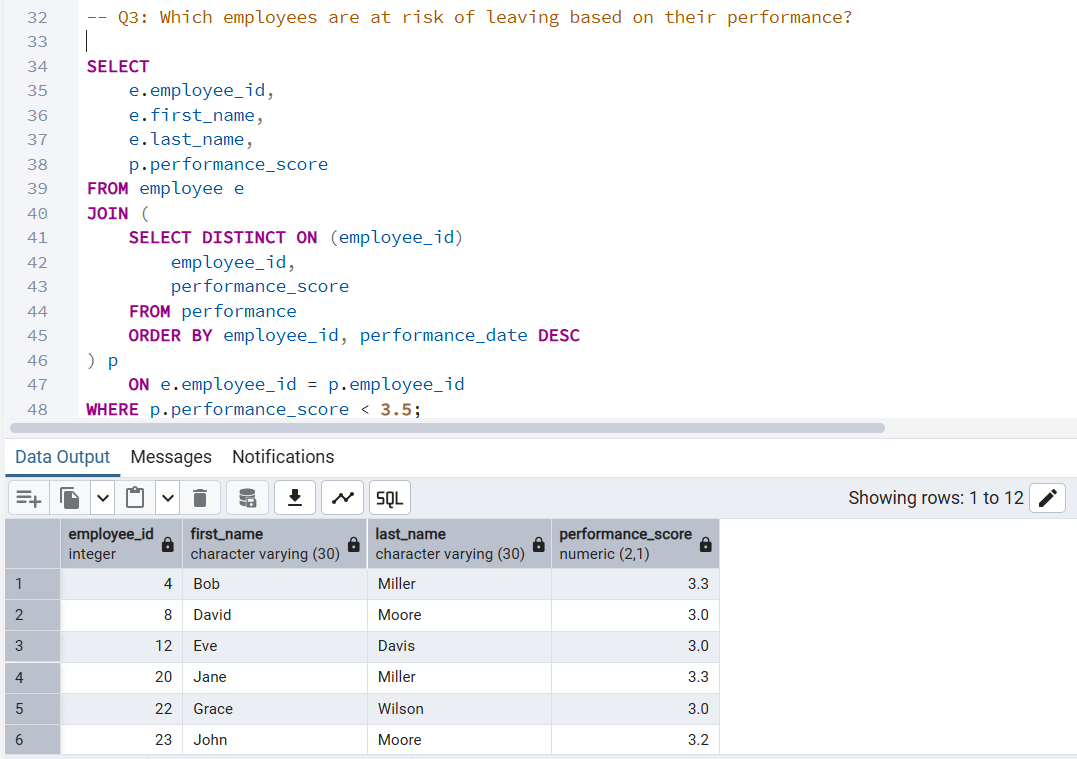 32 -- Q3: Which employees are at risk of leaving based on their performance?
33
34 SELECT
35 e.employee_id,
36 e.first_name,
37 e.last_name,
38 p.performance_score
39 FROM employee e
40 JOIN (
41 SELECT DISTINCT ON (employee_id)
42 employee_id,
43 performance_score
44 FROM performance
45 ORDER BY employee_id, performance_date DESC
46 ) p
47 ON e.employee_id = p.employee_id
48 WHERE p.performance_score < 3.5;
Data Output Messages Notifications
SQL Showing rows: 1 to 12
employee_id first_name last_name performance_score
integer character varying (30) character varying (30) numeric (2,1)
1 4 Bob Miller 3.3
2 8 David Moore 3.0
3 12 Eve Davis 3.0
4 20 Jane Miller 3.3
5 22 Grace Wilson 3.0
6 23 John Moore 3.2